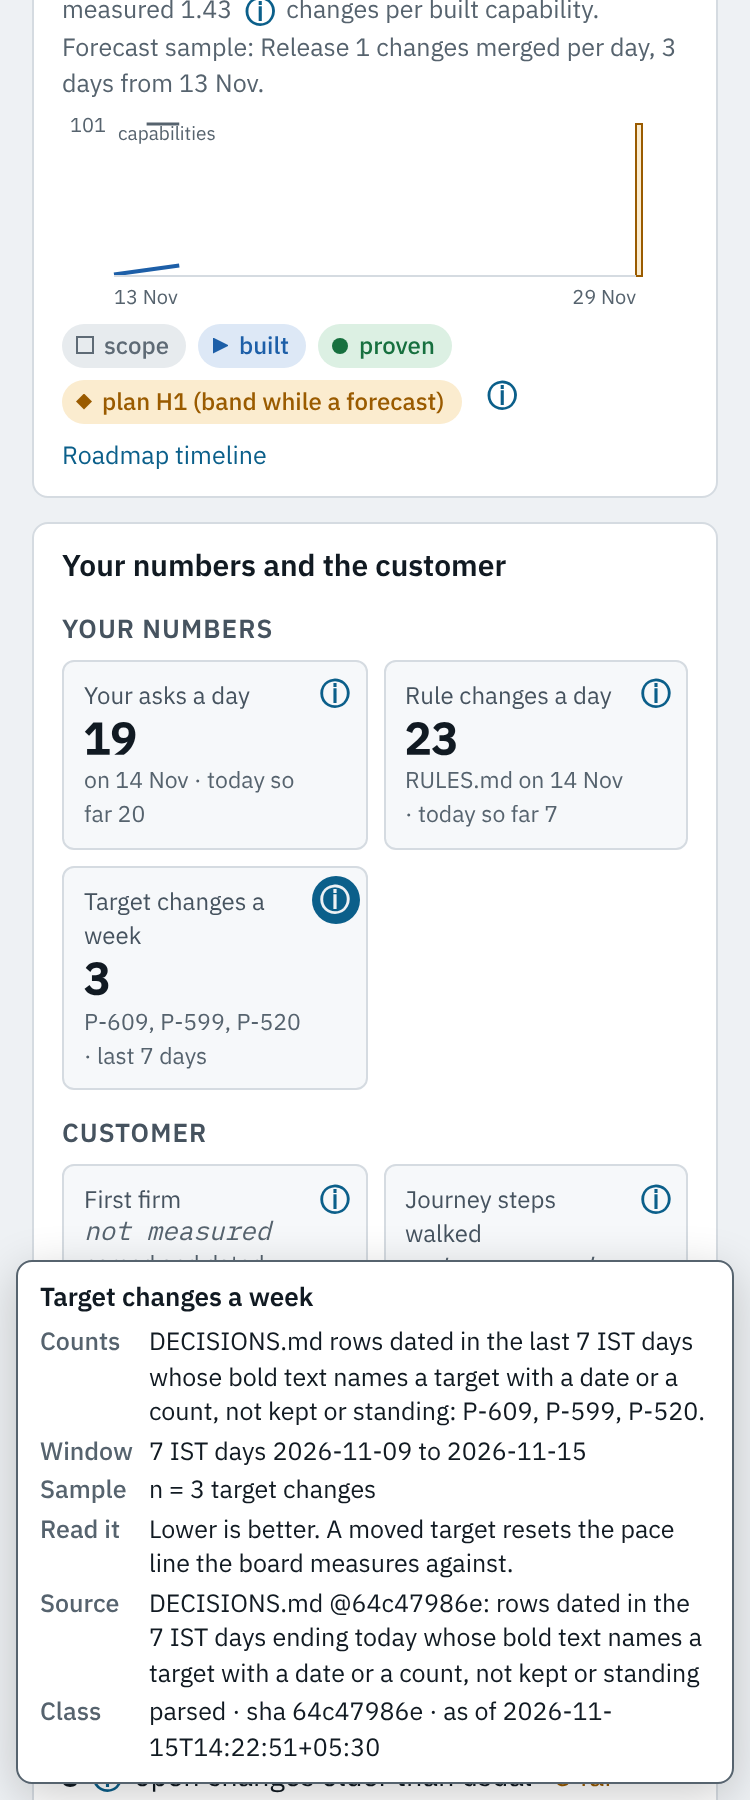 measured 1.43 ⓘ changes per built capability.
Forecast sample: Release 1 changes merged per day, 3
days from 13 Nov.
101
capabilities
13 Nov
29 Nov
scope
built
proven
plan H1 (band while a forecast)
Roadmap timeline
Your numbers and the customer
YOUR NUMBERS
Your asks a day
19
on 14 Nov · today so
far 20
Rule changes a day
23
RULES.md on 14 Nov
· today so far 7
Target changes a
week
3
P-609, P-599, P-520
· last 7 days
CUSTOMER
First firm
not measured
Journey steps
walked
Target changes a week
Counts DECISIONS.md rows dated in the last 7 IST days
whose bold text names a target with a date or a
count, not kept or standing: P-609, P-599, P-520.
Window 7 IST days 2026-11-09 to 2026-11-15
Sample n = 3 target changes
Read it Lower is better. A moved target resets the pace
line the board measures against.
Source DECISIONS.md @64c47986e: rows dated in the
7 IST days ending today whose bold text names a
target with a date or a count, not kept or standing
Class parsed · sha 64c47986e · as of 2026-11-
15T14:22:51+05:30